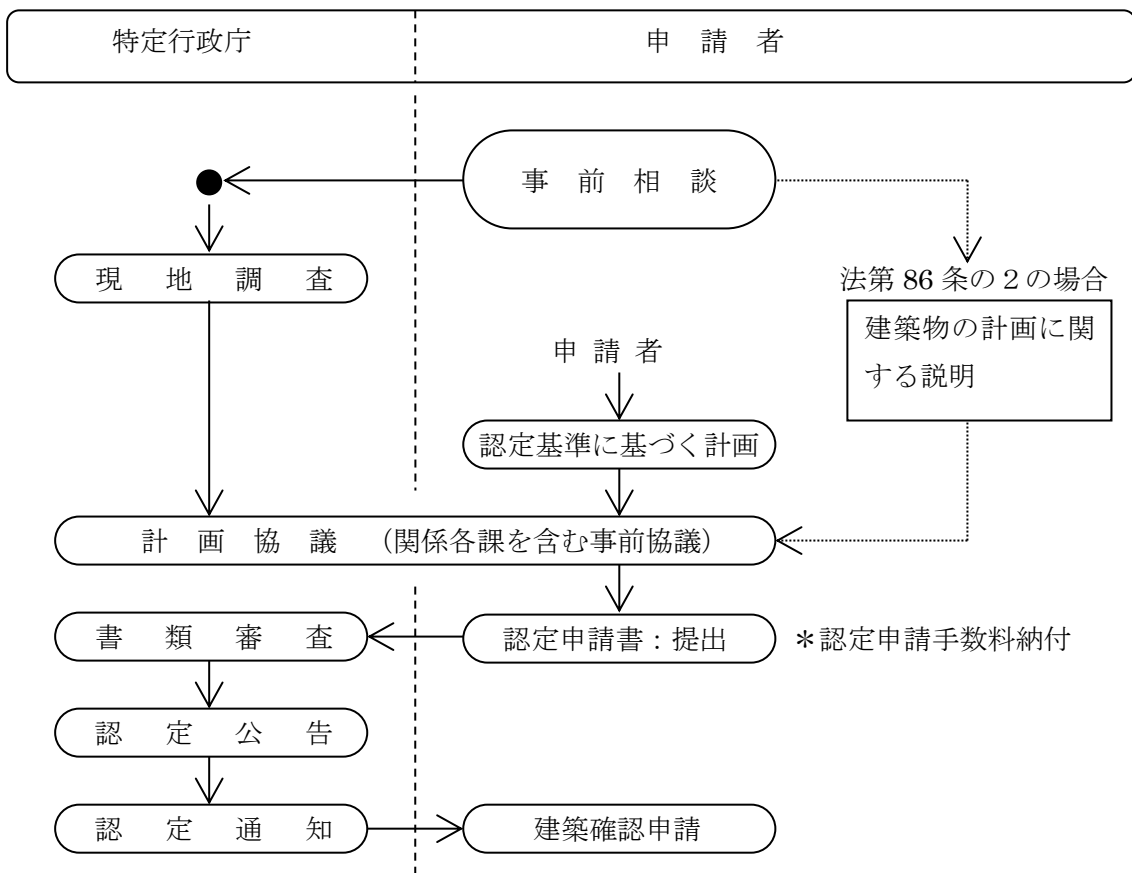 特定行政庁
申 請 者
事 前 相 談
現 地 調 査
法第 86 条の２の場合
建築物の計画に関
する説明
申 請 者
認定基準に基づく計画
計 画 協 議 （関係各課を含む事前協議）
書 類 審 査
認定申請書：提出
＊認定申請手数料納付
認 定 公 告
認 定 通 知
建築確認申請